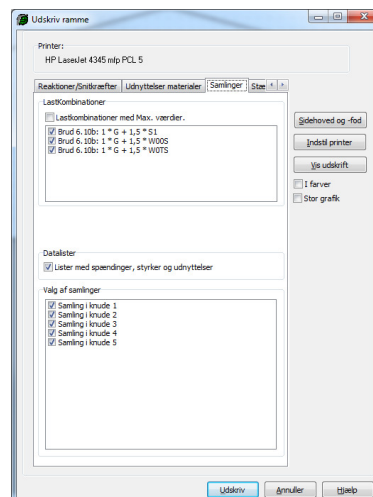 Udskriv ramme
Printer:
HP LaserJet 4345 mfp PCL 5
Reaktioner/Snitkræfter Udnyttelser materialer Samlinger Stæ
LastKombinationer
Lastkombinationer med Max. værdier.
Brud 6.10b: 1 * G + 1,5 * S1
Brud 6.10b: 1 * G + 1,5 * W00S
Brud 6.10b: 1 * G + 1,5 * W0TS
Sidehoved og -fod
Indstil printer
Vis udskrift
I farver
Stor grafik
Datalister
Lister med spændinger, styrker og udnyttelser
Valg af samlinger
Samling i knude 1
Samling i knude 2
Samling i knude 3
Samling i knude 4
Samling i knude 5
Udskriv Annuller Hjælp